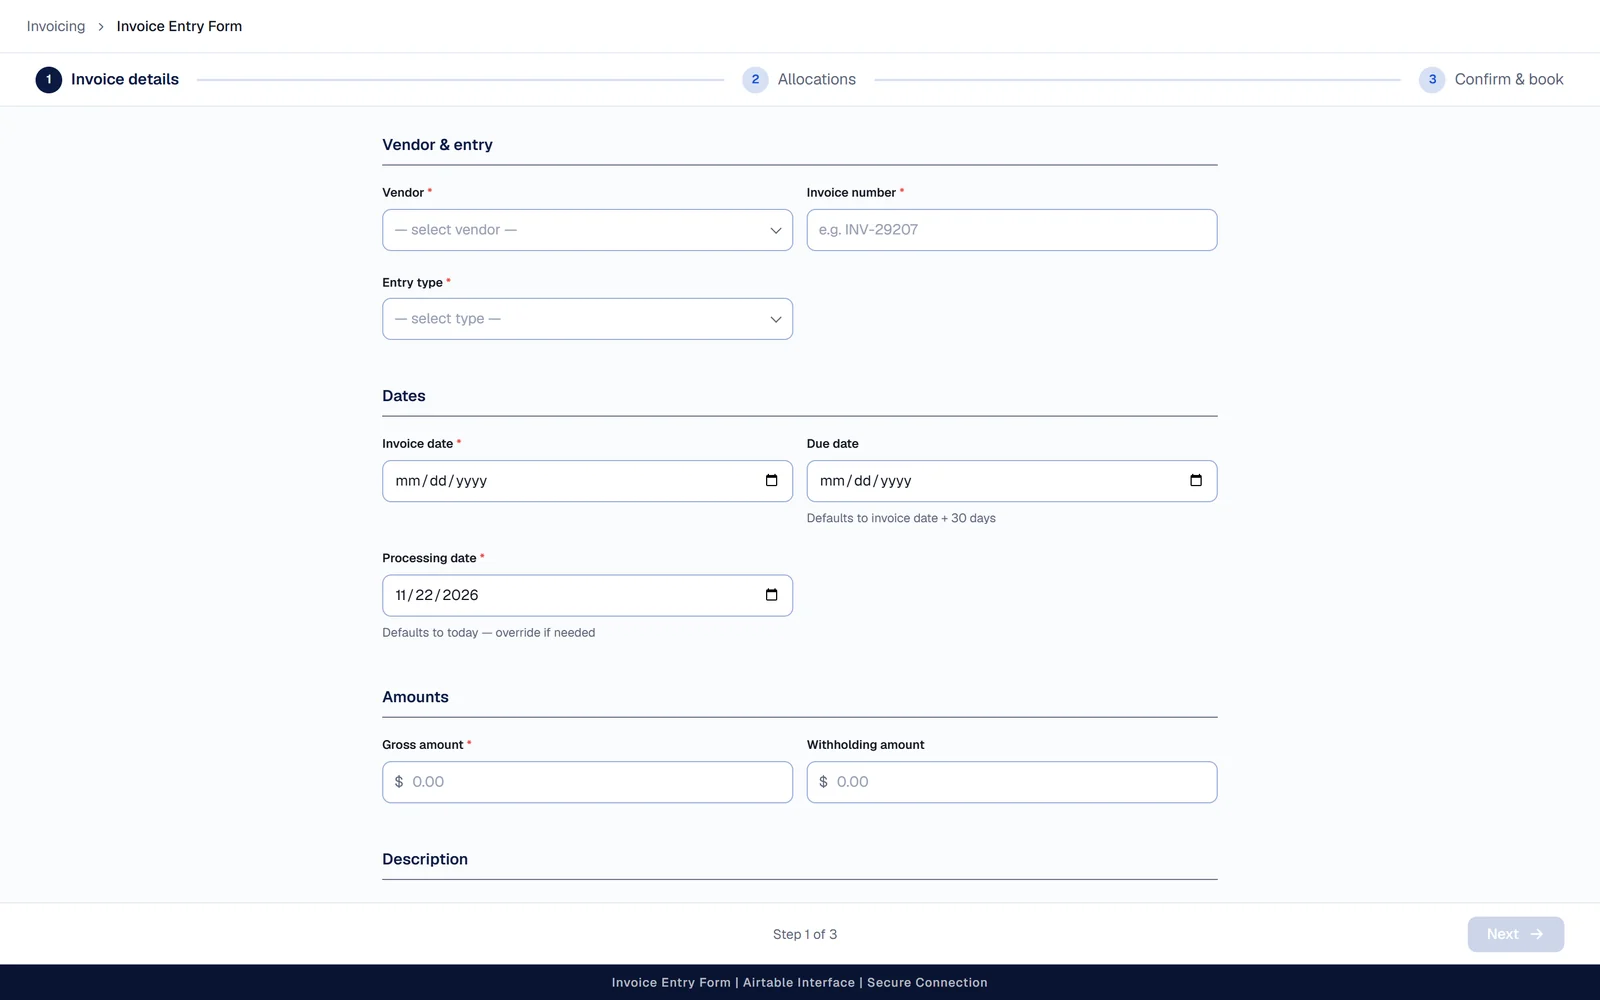 Invoicing > Invoice Entry Form
1 Invoice details
2 Allocations
3 Confirm & book
Vendor & entry
Vendor * Invoice number *
— select vendor — e.g. INV-29207
Entry type *
— select type —
Dates
Invoice date * Due date
mm/dd/yyyy mm/dd/yyyy
Defaults to invoice date + 30 days
Processing date *
11/22/2026
Defaults to today — override if needed
Amounts
Gross amount * Withholding amount
$ 0.00 $ 0.00
Description
Step 1 of 3
Next →
Invoice Entry Form | Airtable Interface | Secure Connection